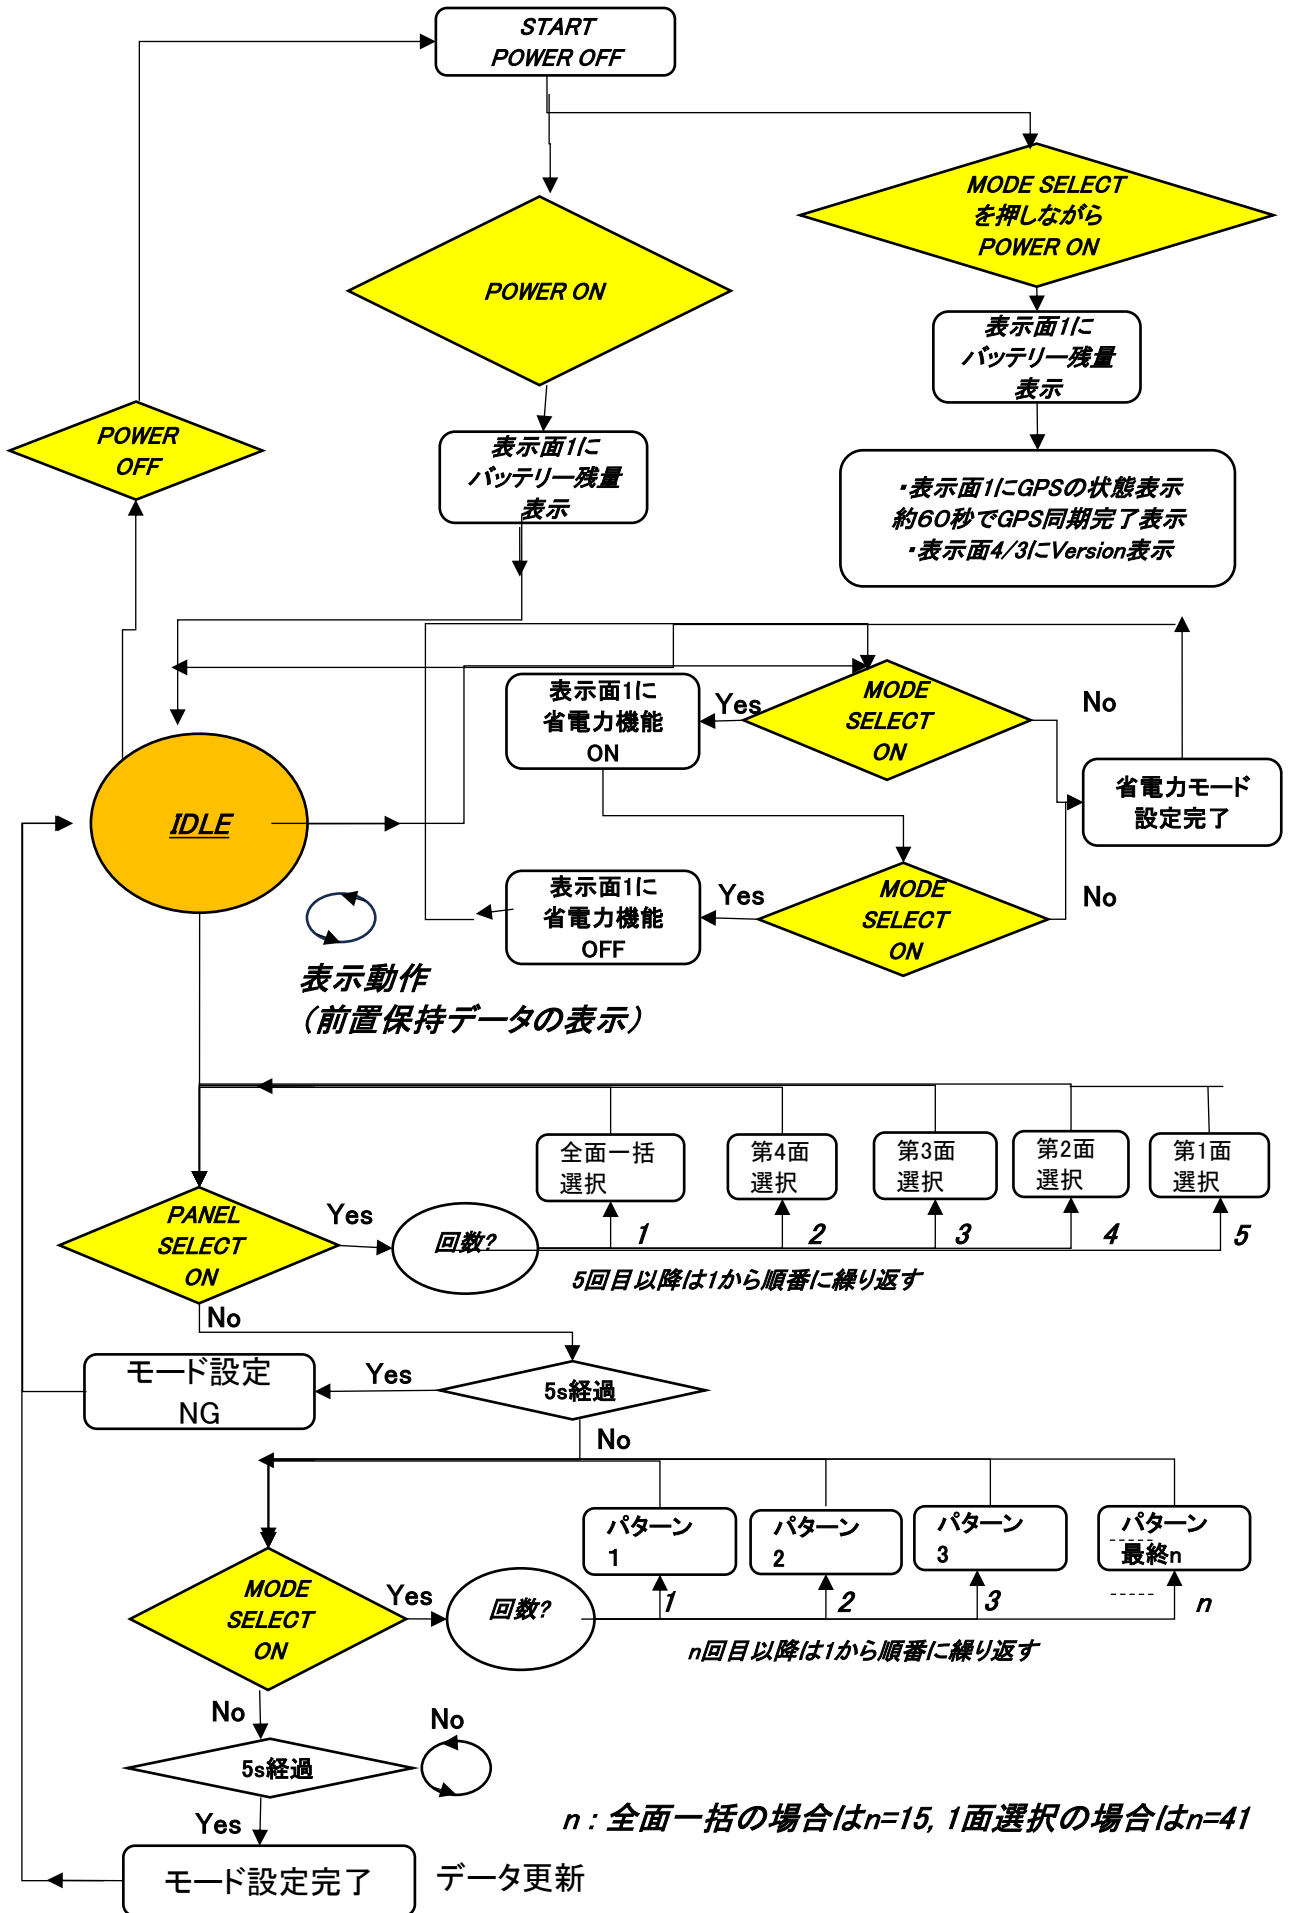 START
POWER OFF
MODE SELECT
を押しながら
POWER ON
POWER ON
表示面1に
バッテリー残量
表示
POWER
OFF
表示面1に
バッテリー残量
表示
・表示面1にGPSの状態表示
約60秒でGPS同期完了表示
・表示面4/3にVersion表示
表示面1に
省電力機能
ON
Yes
MODE
SELECT
ON
No
省電力モード
設定完了
IDLE
表示面1に
省電力機能
OFF
Yes
MODE
SELECT
ON
No
表示動作
（前置保持データの表示）
全面一括
選択
第4面
選択
第3面
選択
第2面
選択
第1面
選択
PANEL
SELECT
ON
Yes
回数?
1
2
3
4
5
5回目以降は1から順番に繰り返す
No
モード設定
NG
Yes
5s経過
No
パターン
1
パターン
2
パターン
3
パターン
最終n
MODE
SELECT
ON
Yes
回数?
1
2
3
n
n回目以降は1から順番に繰り返す
No
No
5s経過
Yes
n : 全面一括の場合はn=15, 1面選択の場合はn=41
モード設定完了
データ更新